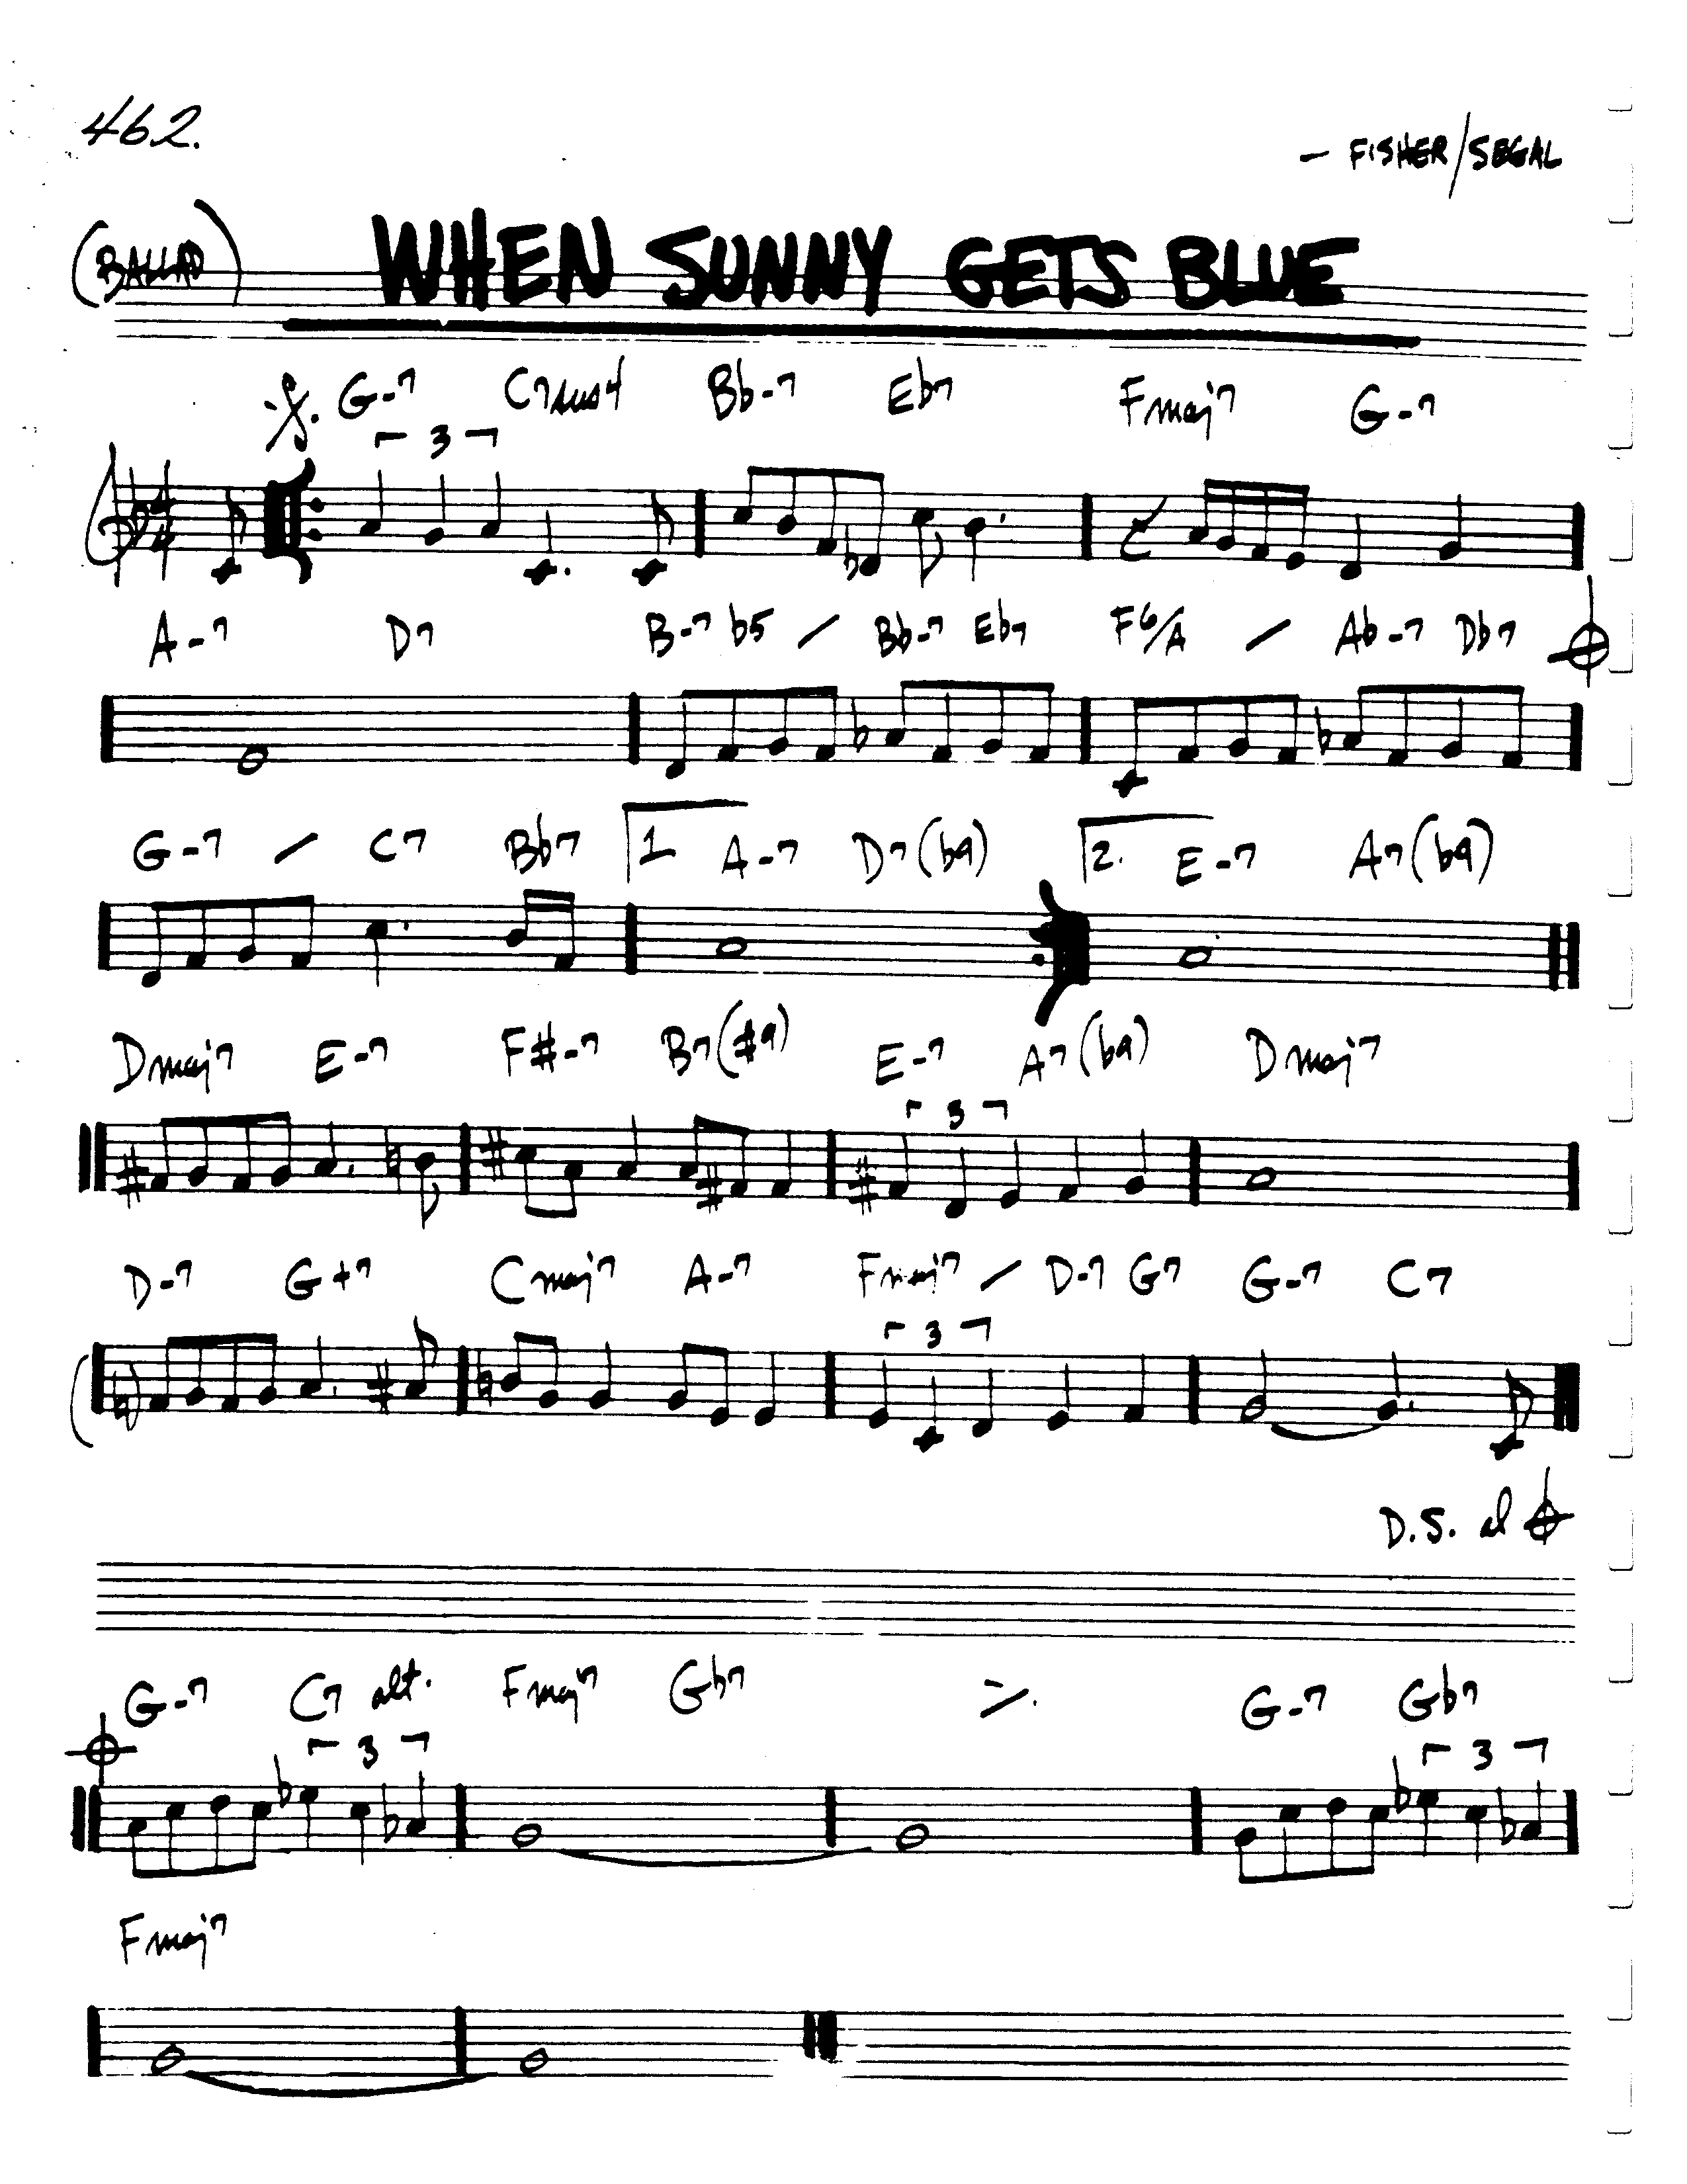 462.
— FISHER/SEGAL
(BALLAD) WHEN SUNNY GETS BLUE
G-7 C7sus4 Bb-7 Eb7 Fmaj7 G-7
3
4
4
A-7 D7 B-7 b5 / Bb-7 Eb7 F6/A / Ab-7 Db7
G-7 / C7 Bb7 1. A-7 D7(b9) 2. E-7 A7(b9)
Dmaj7 E-7 F#-7 B7(#9) E-7 A7(b9) Dmaj7
3
D-7 G+7 Cmaj7 A-7 Fmaj7 / D-7 G7 G-7 C7
3
D.S. al
G-7 C7 alt. Fmaj7 Gb7 G-7 Gb7
3 3
Fmaj7